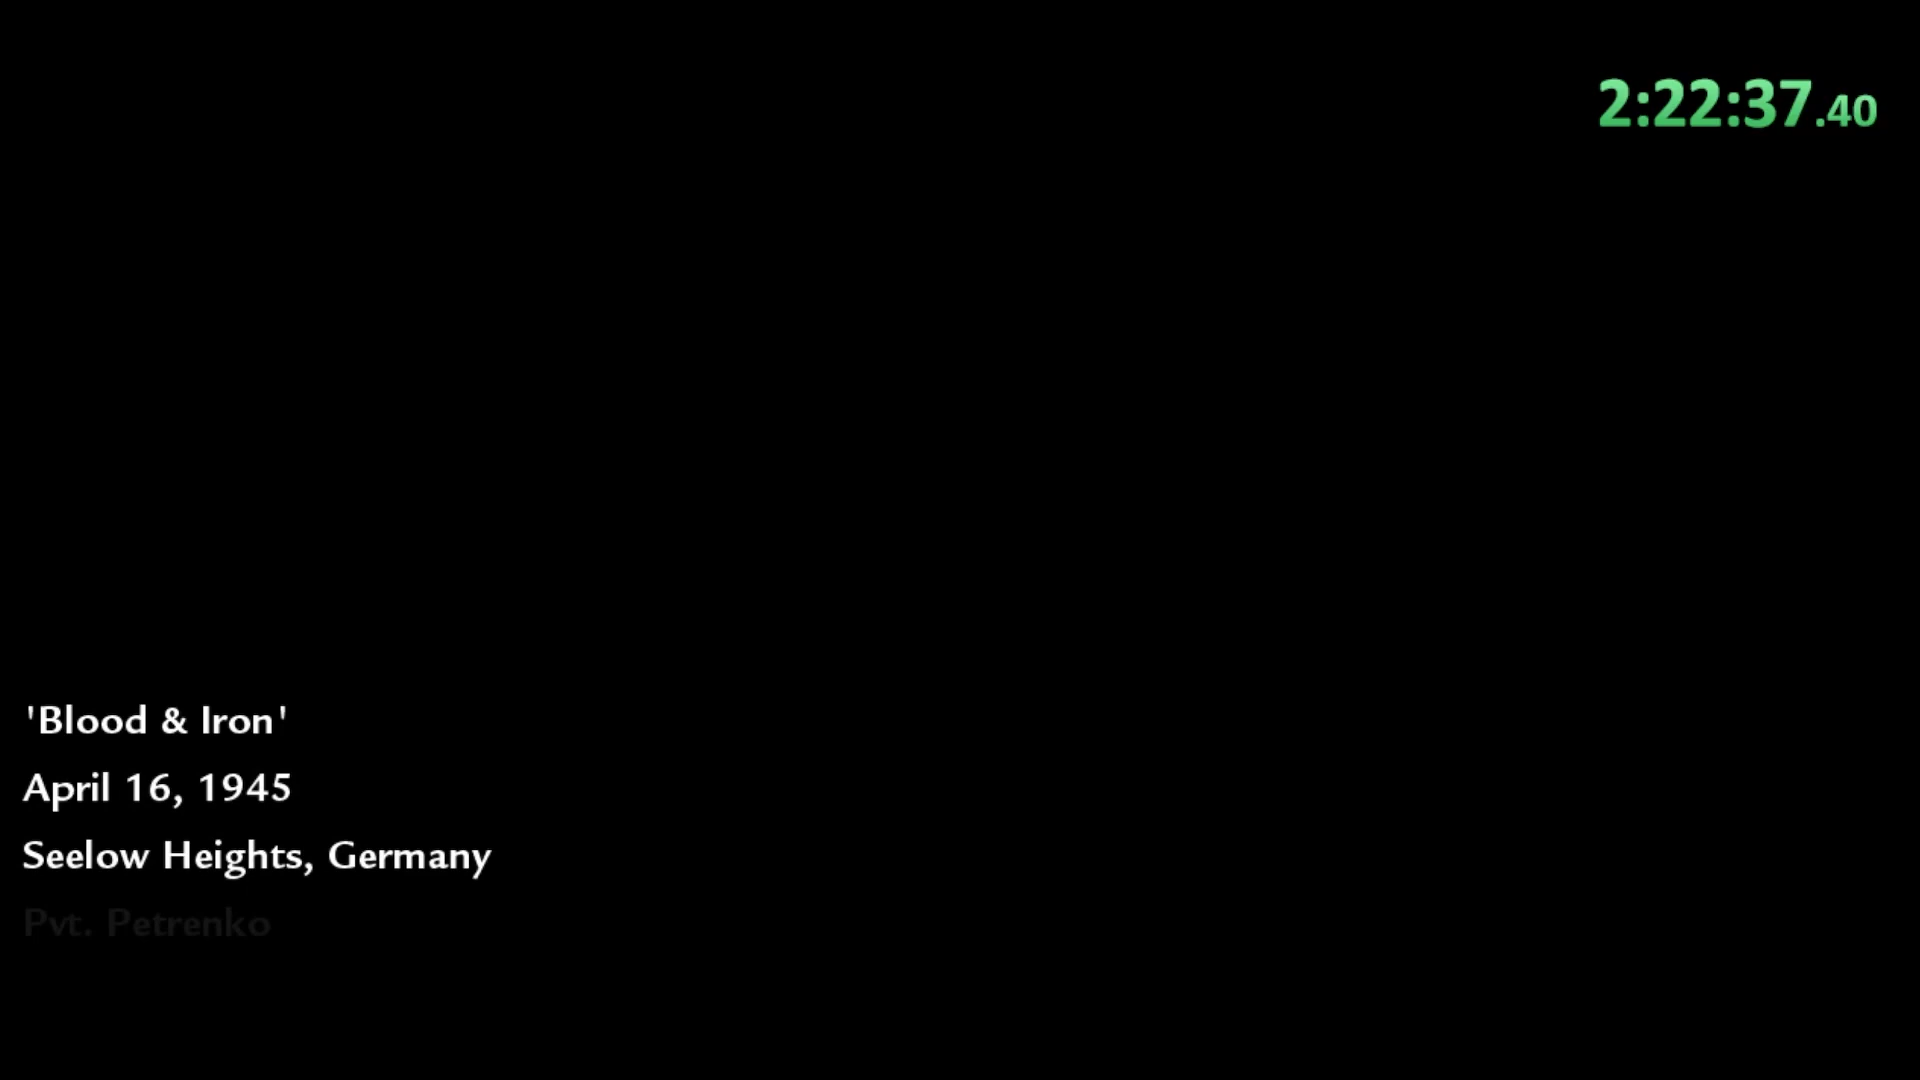 2:22:37.40
'Blood & Iron'
April 16, 1945
Seelow Heights, Germany
Pvt. Petrenko